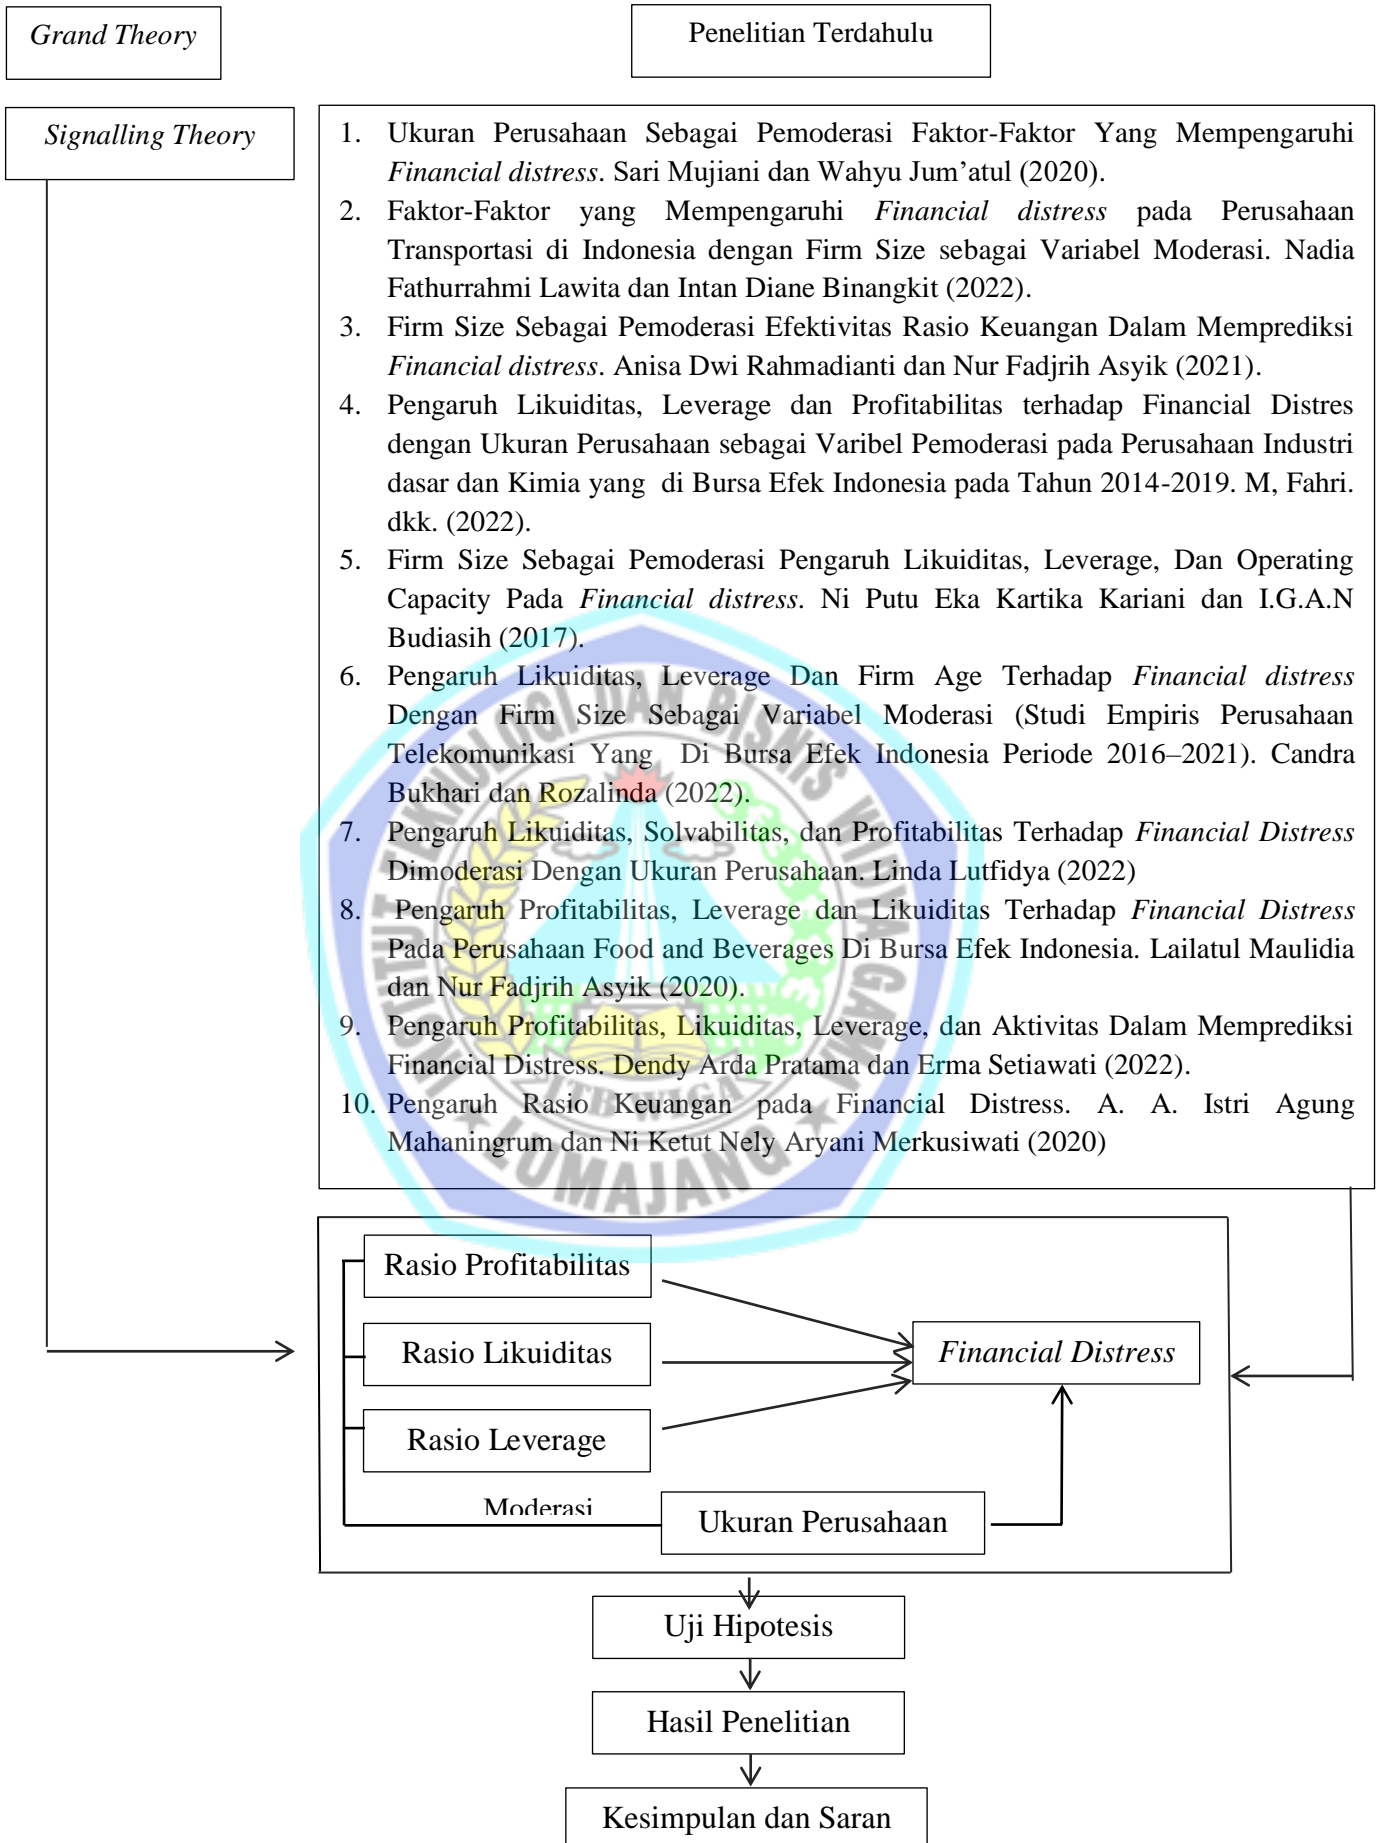 Grand Theory
Penelitian Terdahulu
Signalling Theory
1. Ukuran Perusahaan Sebagai Pemoderasi Faktor-Faktor Yang Mempengaruhi
Financial distress. Sari Mujiani dan Wahyu Jum’atul (2020).
2. Faktor-Faktor yang Mempengaruhi Financial distress pada Perusahaan
Transportasi di Indonesia dengan Firm Size sebagai Variabel Moderasi. Nadia
Fathurrahmi Lawita dan Intan Diane Binangkit (2022).
3. Firm Size Sebagai Pemoderasi Efektivitas Rasio Keuangan Dalam Memprediksi
Financial distress. Anisa Dwi Rahmadianti dan Nur Fadjrih Asyik (2021).
4. Pengaruh Likuiditas, Leverage dan Profitabilitas terhadap Financial Distres
dengan Ukuran Perusahaan sebagai Varibel Pemoderasi pada Perusahaan Industri
dasar dan Kimia yang di Bursa Efek Indonesia pada Tahun 2014-2019. M, Fahri.
dkk. (2022).
5. Firm Size Sebagai Pemoderasi Pengaruh Likuiditas, Leverage, Dan Operating
Capacity Pada Financial distress. Ni Putu Eka Kartika Kariani dan I.G.A.N
Budiasih (2017).
6. Pengaruh Likuiditas, Leverage Dan Firm Age Terhadap Financial distress
Dengan Firm Size Sebagai Variabel Moderasi (Studi Empiris Perusahaan
Telekomunikasi Yang Di Bursa Efek Indonesia Periode 2016–2021). Candra
Bukhari dan Rozalinda (2022).
7. Pengaruh Likuiditas, Solvabilitas, dan Profitabilitas Terhadap Financial Distress
Dimoderasi Dengan Ukuran Perusahaan. Linda Lutfidya (2022)
8. Pengaruh Profitabilitas, Leverage dan Likuiditas Terhadap Financial Distress
Pada Perusahaan Food and Beverages Di Bursa Efek Indonesia. Lailatul Maulidia
dan Nur Fadjrih Asyik (2020).
9. Pengaruh Profitabilitas, Likuiditas, Leverage, dan Aktivitas Dalam Memprediksi
Financial Distress. Dendy Arda Pratama dan Erma Setiawati (2022).
10. Pengaruh Rasio Keuangan pada Financial Distress. A. A. Istri Agung
Mahaningrum dan Ni Ketut Nely Aryani Merkusiwati (2020)
INSTITUT TEKNOLOGI DAN BISNIS WIDYA GAMA
ITB WIGA
LUMAJANG
Rasio Profitabilitas
Rasio Likuiditas
Financial Distress
Rasio Leverage
Moderasi
Ukuran Perusahaan
Uji Hipotesis
Hasil Penelitian
Kesimpulan dan Saran